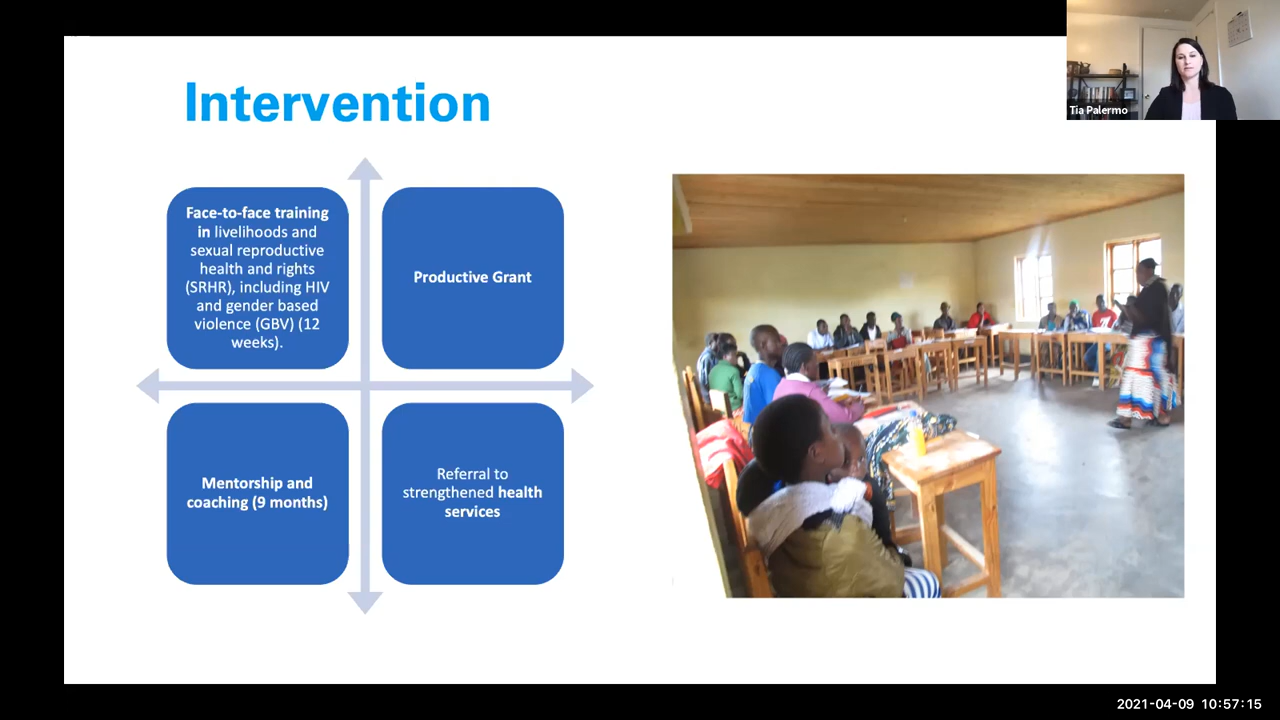 Intervention
Tia Palermo
Face-to-face training
in livelihoods and
sexual reproductive
health and rights
(SRHR), including HIV
and gender based
violence (GBV) (12
weeks).
Productive Grant
Mentorship and
coaching (9 months)
Referral to
strengthened health
services
2021-04-09 10:57:15